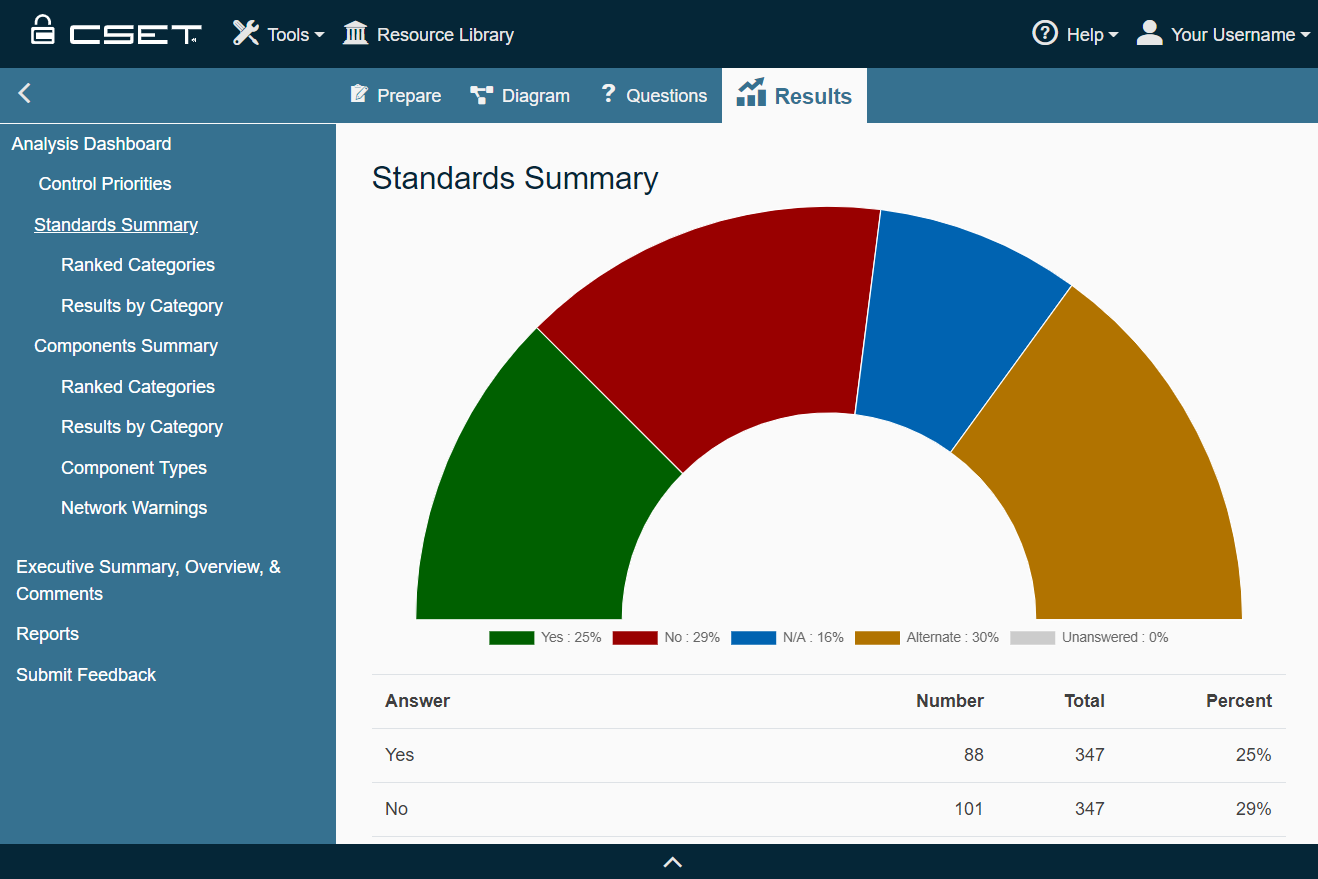 CSET Tools Resource Library Help Your Username
Prepare Diagram ? Questions Results
Analysis Dashboard
Control Priorities
Standards Summary
Ranked Categories
Results by Category
Components Summary
Ranked Categories
Results by Category
Component Types
Network Warnings
Executive Summary, Overview, &
Comments
Reports
Submit Feedback
Standards Summary
Yes : 25% No : 29% N/A : 16% Alternate : 30% Unanswered : 0%
Answer Number Total Percent
Yes 88 347 25%
No 101 347 29%